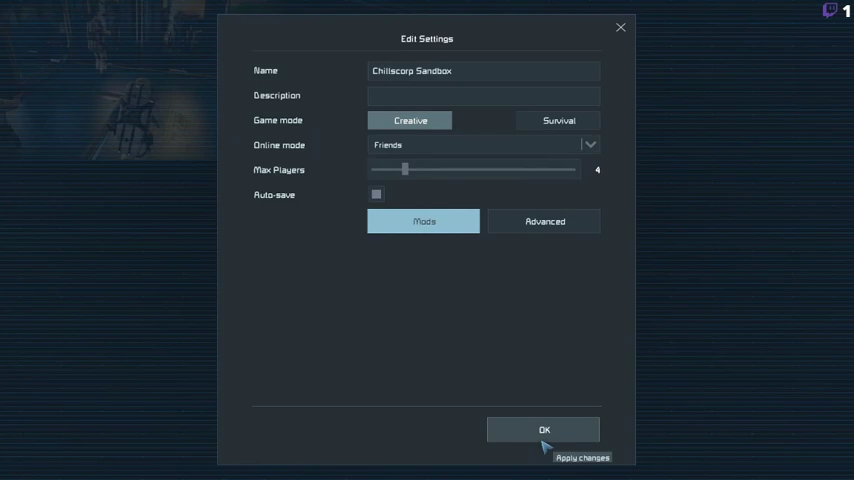 1
Edit Settings
Name Chillscorp Sandbox
Description
Game mode Creative Survival
Online mode Friends
Max Players 4
Auto-save
Mods Advanced
OK
Apply changes